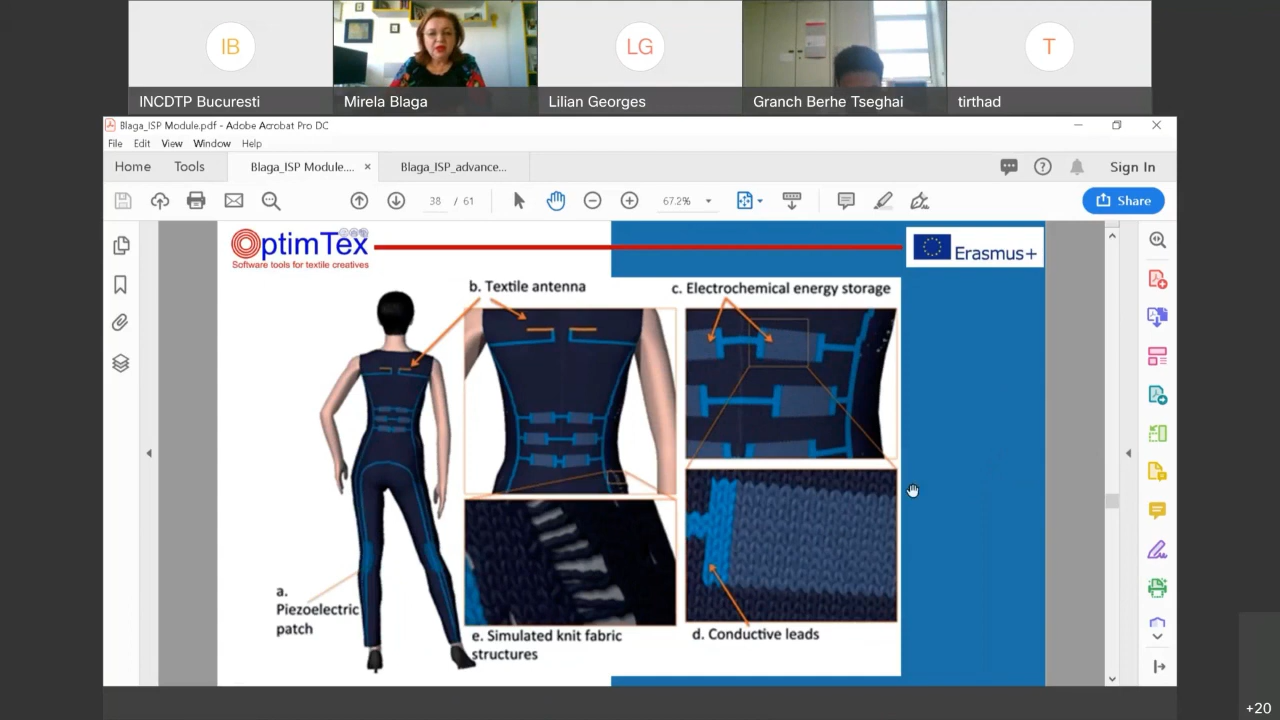 IB
LG
T
INCDTP Bucuresti
Mirela Blaga
Lilian Georges
Granch Berhe Tseghai
tirthad
Blaga_ISP Module.pdf - Adobe Acrobat Pro DC
File Edit View Window Help
Home Tools Blaga_ISP Module.... × Blaga_ISP_advance... Sign In
38 / 61 67.2% Share
OptimTex
Software tools for textile creatives
Erasmus+
b. Textile antenna
c. Electrochemical energy storage
a.
Piezoelectric
patch
e. Simulated knit fabric
structures
d. Conductive leads
+20